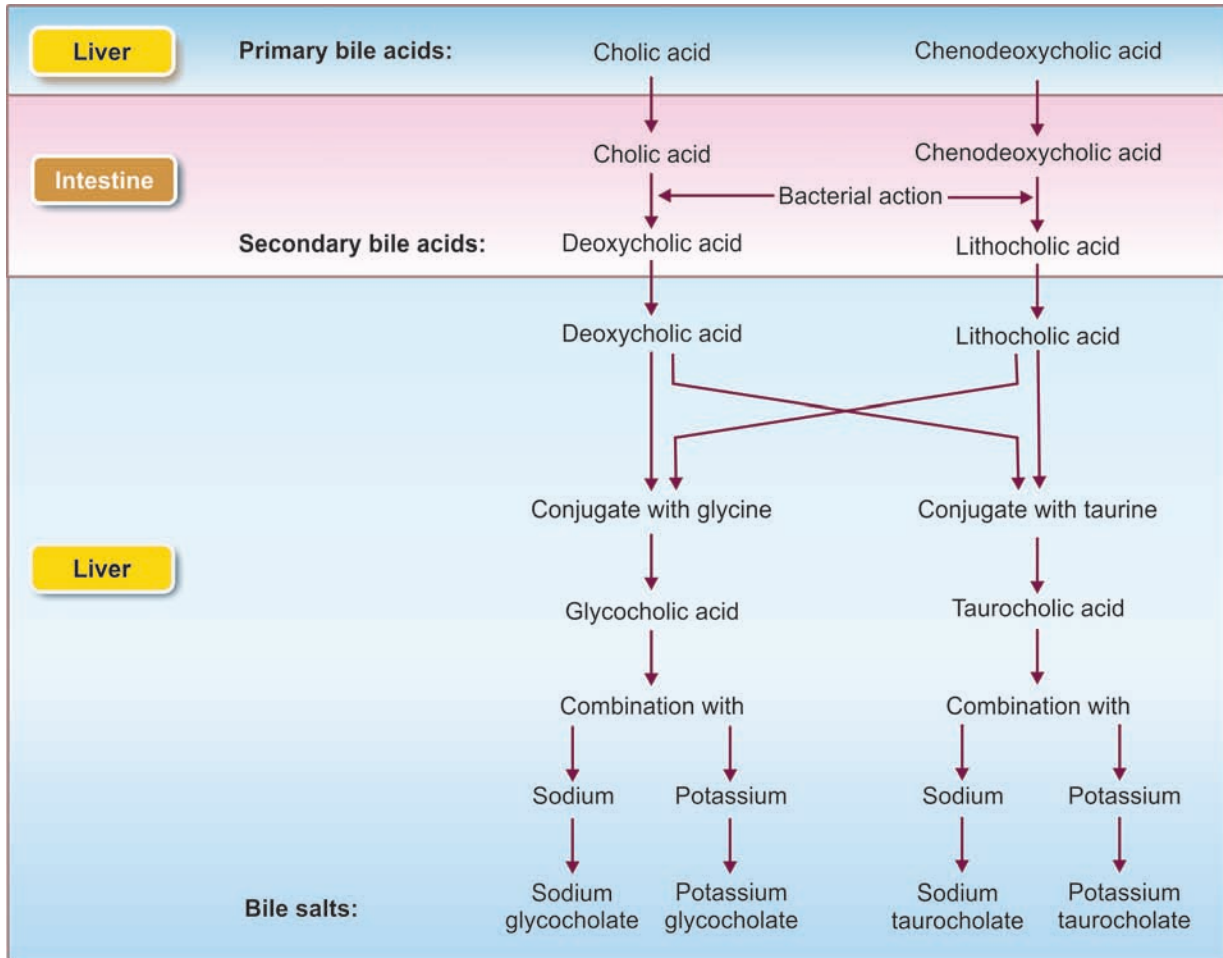 Liver
Primary bile acids:
Cholic acid
Chenodeoxycholic acid
Intestine
Cholic acid
Chenodeoxycholic acid
Bacterial action
Secondary bile acids:
Deoxycholic acid
Lithocholic acid
Deoxycholic acid
Lithocholic acid
Conjugate with glycine
Conjugate with taurine
Liver
Glycocholic acid
Taurocholic acid
Combination with
Combination with
Sodium
Potassium
Sodium
Potassium
Bile salts:
Sodium
glycocholate
Potassium
glycocholate
Sodium
taurocholate
Potassium
taurocholate